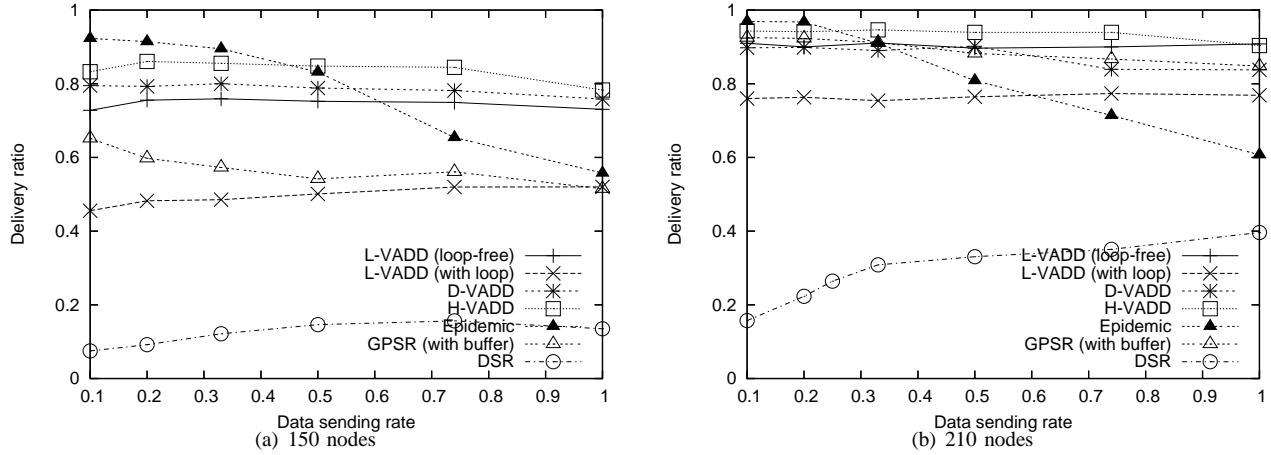 1
0.8
0.6
0.4
0.2
0
Delivery ratio
L-VADD (loop-free)
L-VADD (with loop)
D-VADD
H-VADD
Epidemic
GPSR (with buffer)
DSR
0.1 0.2 0.3 0.4 0.5 0.6 0.7 0.8 0.9 1
Data sending rate
(a) 150 nodes
1
0.8
0.6
0.4
0.2
0
Delivery ratio
L-VADD (loop-free)
L-VADD (with loop)
D-VADD
H-VADD
Epidemic
GPSR (with buffer)
DSR
0.1 0.2 0.3 0.4 0.5 0.6 0.7 0.8 0.9 1
Data sending rate
(b) 210 nodes